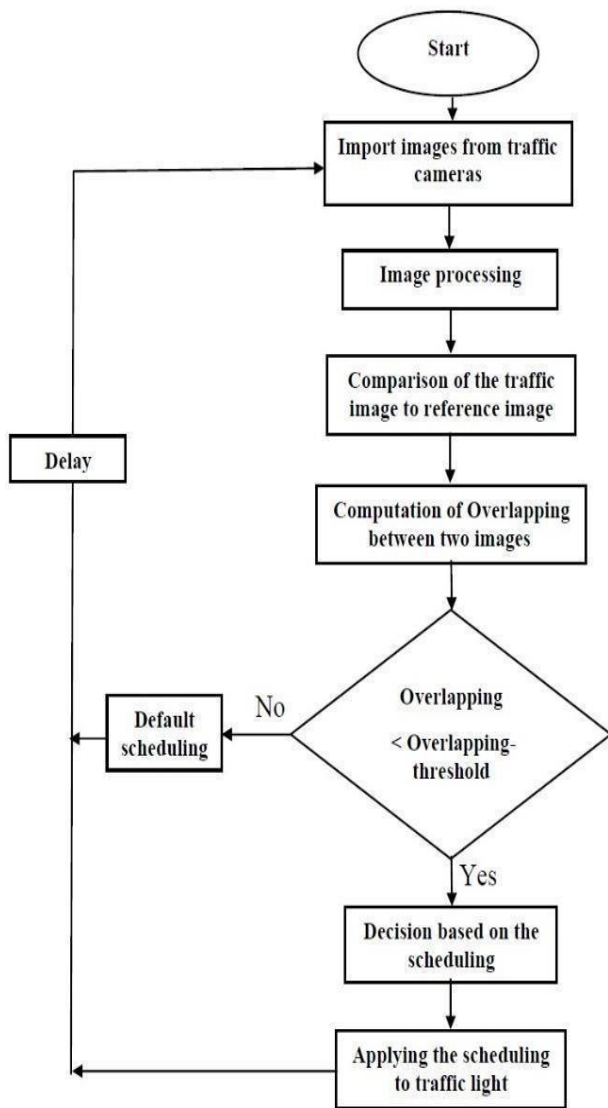 Start
Import images from traffic
cameras
Image processing
Comparison of the traffic
image to reference image
Delay
Computation of Overlapping
between two images
Overlapping
< Overlapping-
threshold
No
Default
scheduling
Yes
Decision based on the
scheduling
Applying the scheduling
to traffic light